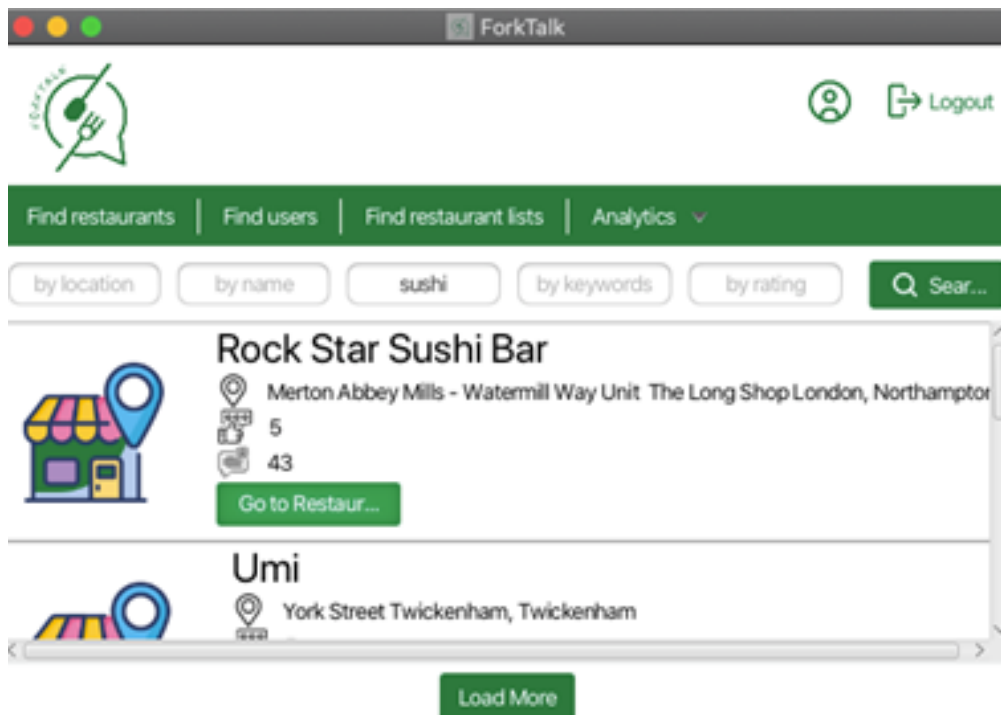 ForkTalk
FORKTALK
Logout
Find restaurants Find users Find restaurant lists Analytics
by location by name sushi by keywords by rating Sear...
Rock Star Sushi Bar
Merton Abbey Mills - Watermill Way Unit The Long Shop London, Northampton
5
43
Go to Restaur...
Umi
York Street Twickenham, Twickenham
Load More